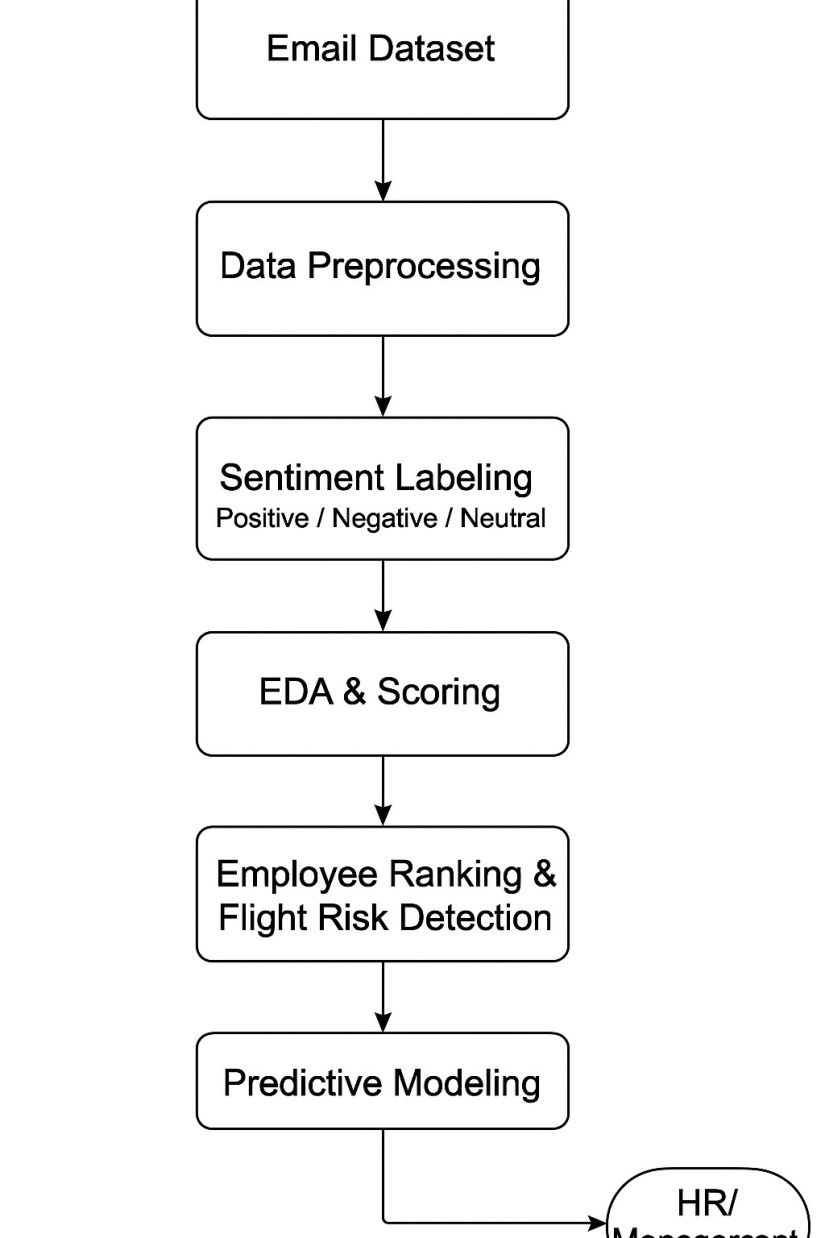 Email Dataset
Data Preprocessing
Sentiment Labeling
Positive / Negative / Neutral
EDA & Scoring
Employee Ranking &
Flight Risk Detection
Predictive Modeling
HR/